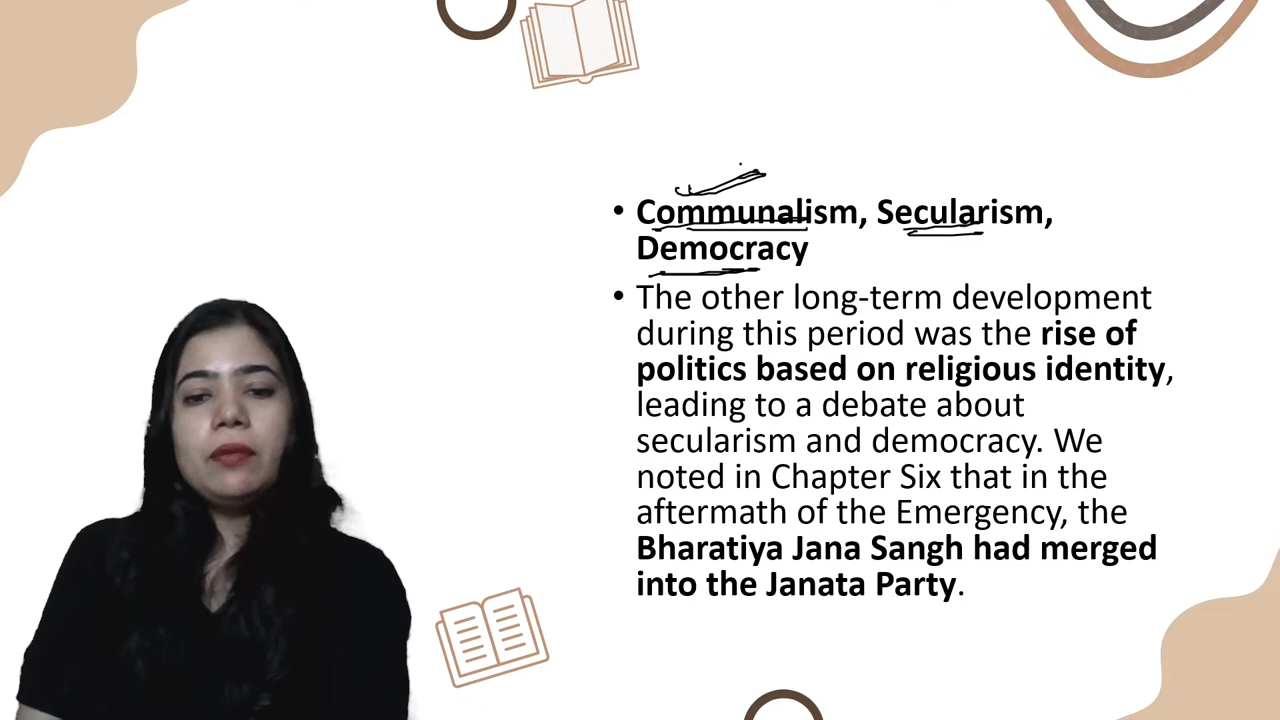 • Communalism, Secularism,
Democracy
• The other long-term development
during this period was the rise of
politics based on religious identity,
leading to a debate about
secularism and democracy. We
noted in Chapter Six that in the
aftermath of the Emergency, the
Bharatiya Jana Sangh had merged
into the Janata Party.